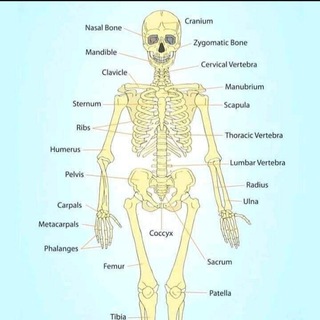 Cranium
Nasal Bone
Zygomatic Bone
Mandible
Cervical Vertebra
Clavicle
Manubrium
Sternum
Scapula
Ribs
Thoracic Vertebra
Humerus
Lumbar Vertebra
Pelvis
Radius
Ulna
Carpals
Metacarpals
Coccyx
Phalanges
Sacrum
Femur
Patella
Tibia